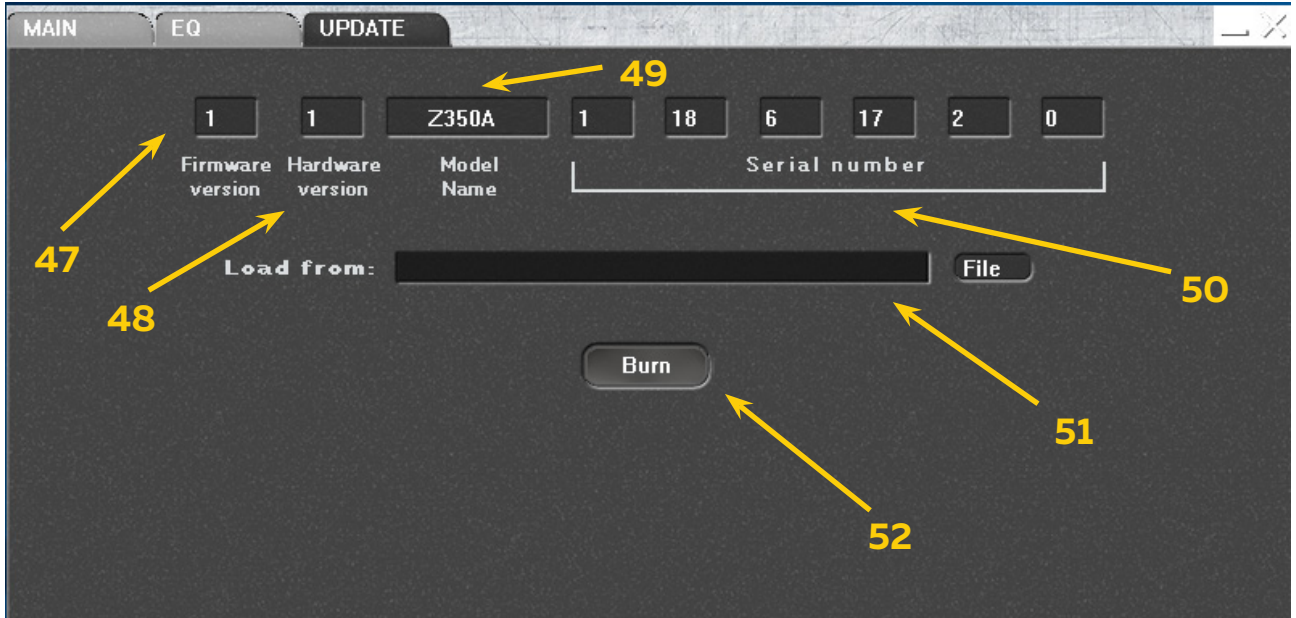 MAIN EQ UPDATE
49
1 1 Z350A 1 18 6 17 2 0
Firmware Hardware Model Serial number
version version Name
47
Load from: File
50
48
Burn
51
52